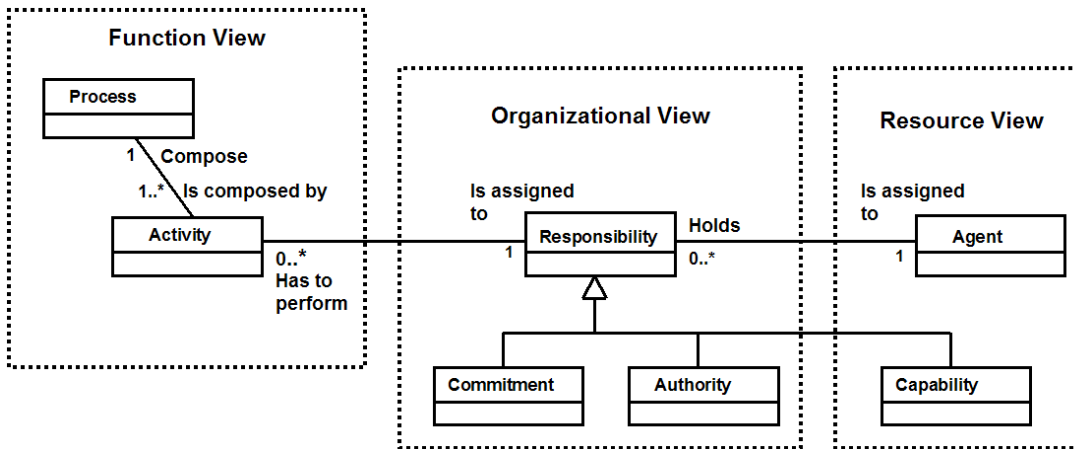 Function View
Process
1 Compose
1..* Is composed by
Activity
0..*
Has to
perform
Organizational View
Is assigned
to
1
Responsibility
Holds
0..*
Commitment
Authority
Resource View
Is assigned
to
1
Agent
Capability